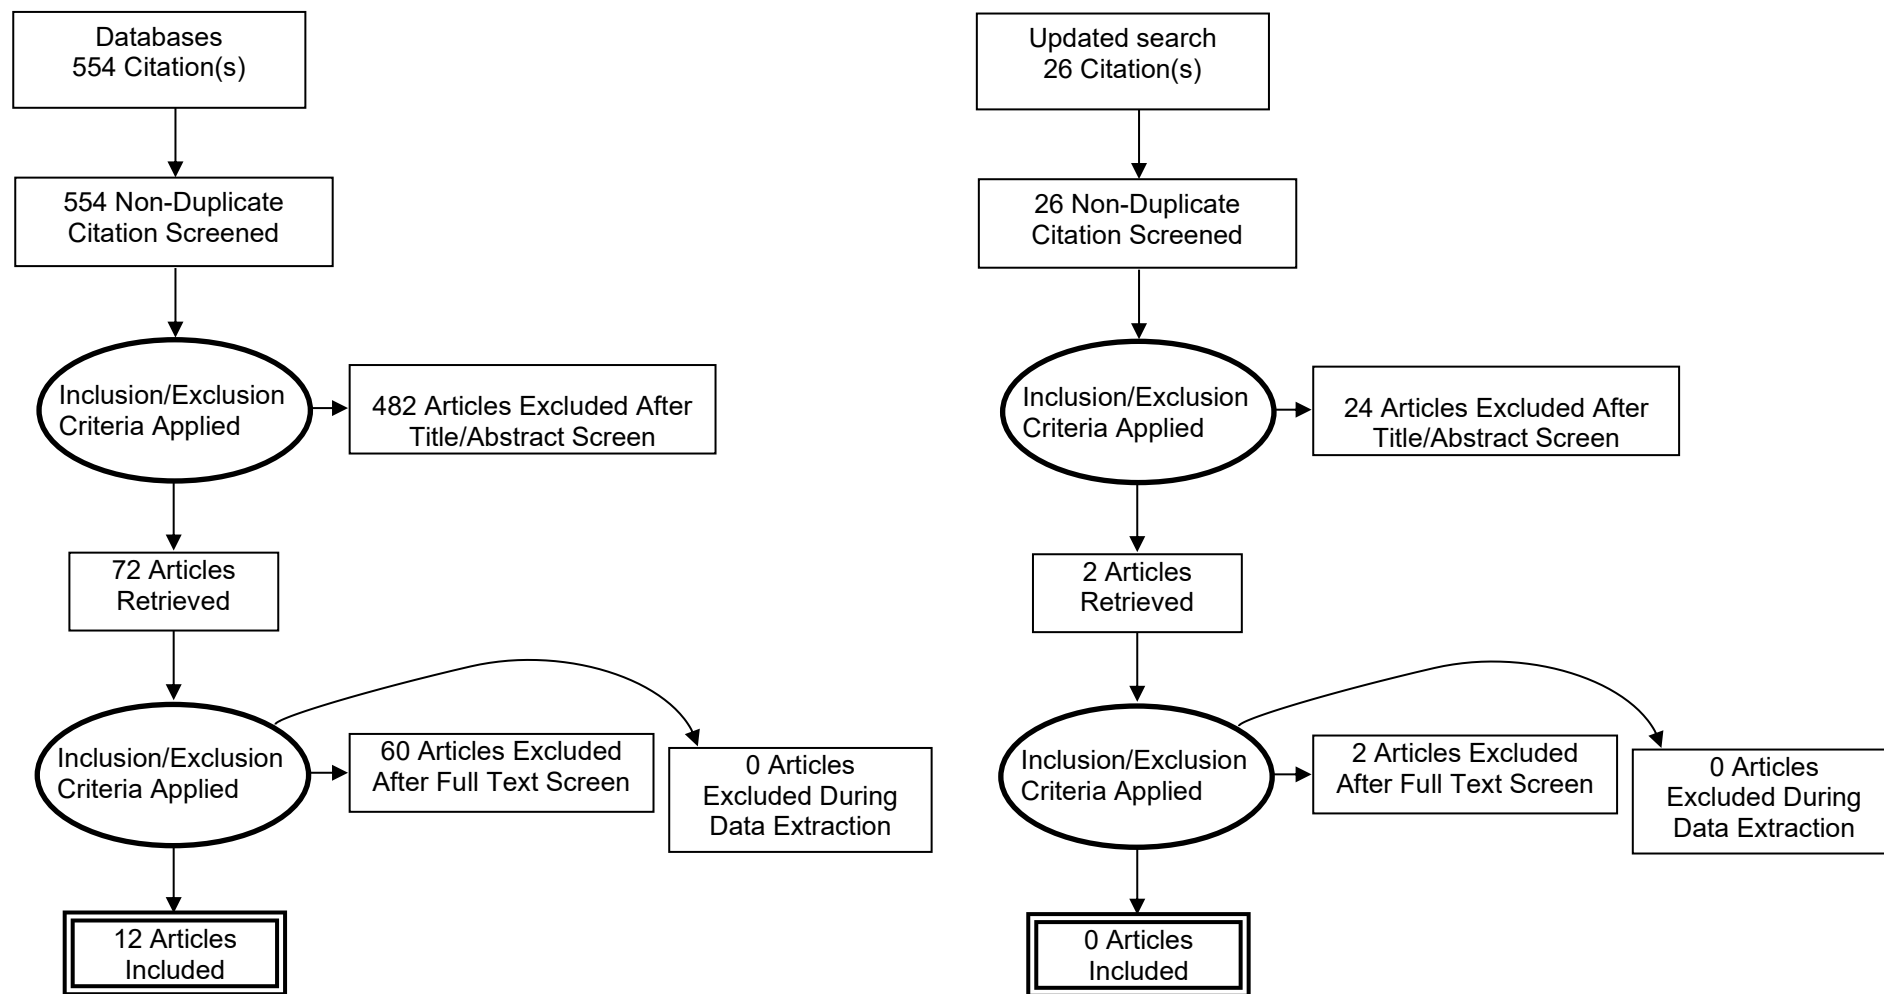 Databases
554 Citation(s)
554 Non-Duplicate
Citation Screened
Inclusion/Exclusion
Criteria Applied
482 Articles Excluded After
Title/Abstract Screen
72 Articles
Retrieved
Inclusion/Exclusion
Criteria Applied
60 Articles Excluded
After Full Text Screen
0 Articles
Excluded During
Data Extraction
12 Articles
Included
Updated search
26 Citation(s)
26 Non-Duplicate
Citation Screened
Inclusion/Exclusion
Criteria Applied
24 Articles Excluded After
Title/Abstract Screen
2 Articles
Retrieved
Inclusion/Exclusion
Criteria Applied
2 Articles Excluded
After Full Text Screen
0 Articles
Excluded During
Data Extraction
0 Articles
Included